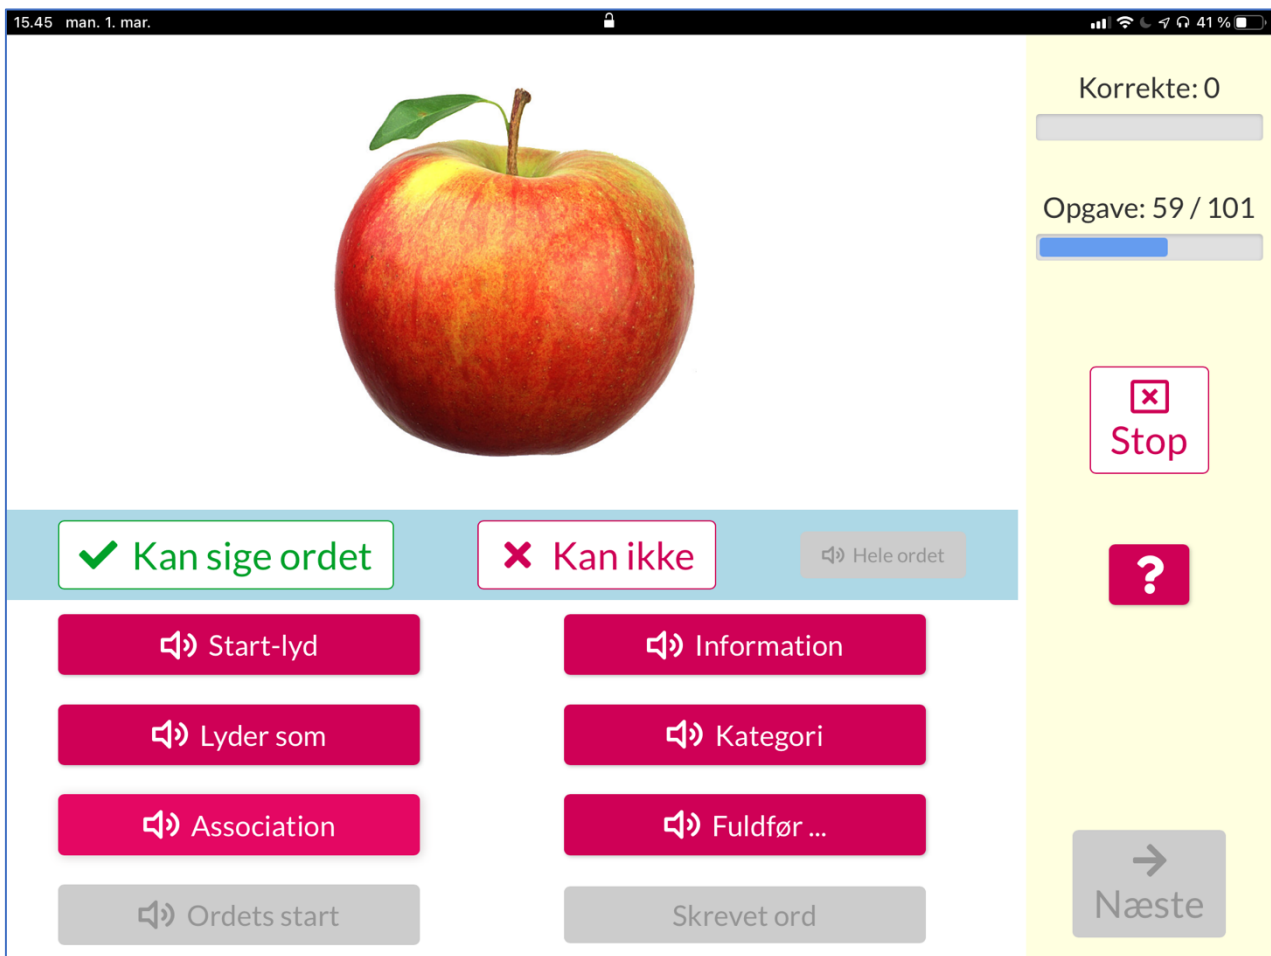 15.45 man. 1. mar.
41 %
Korrekte: 0
Opgave: 59 / 101
Stop
?
Kan sige ordet
Kan ikke
Hele ordet
Start-lyd
Information
Lyder som
Kategori
Association
Fuldfør ...
Ordets start
Skrevet ord
Næste